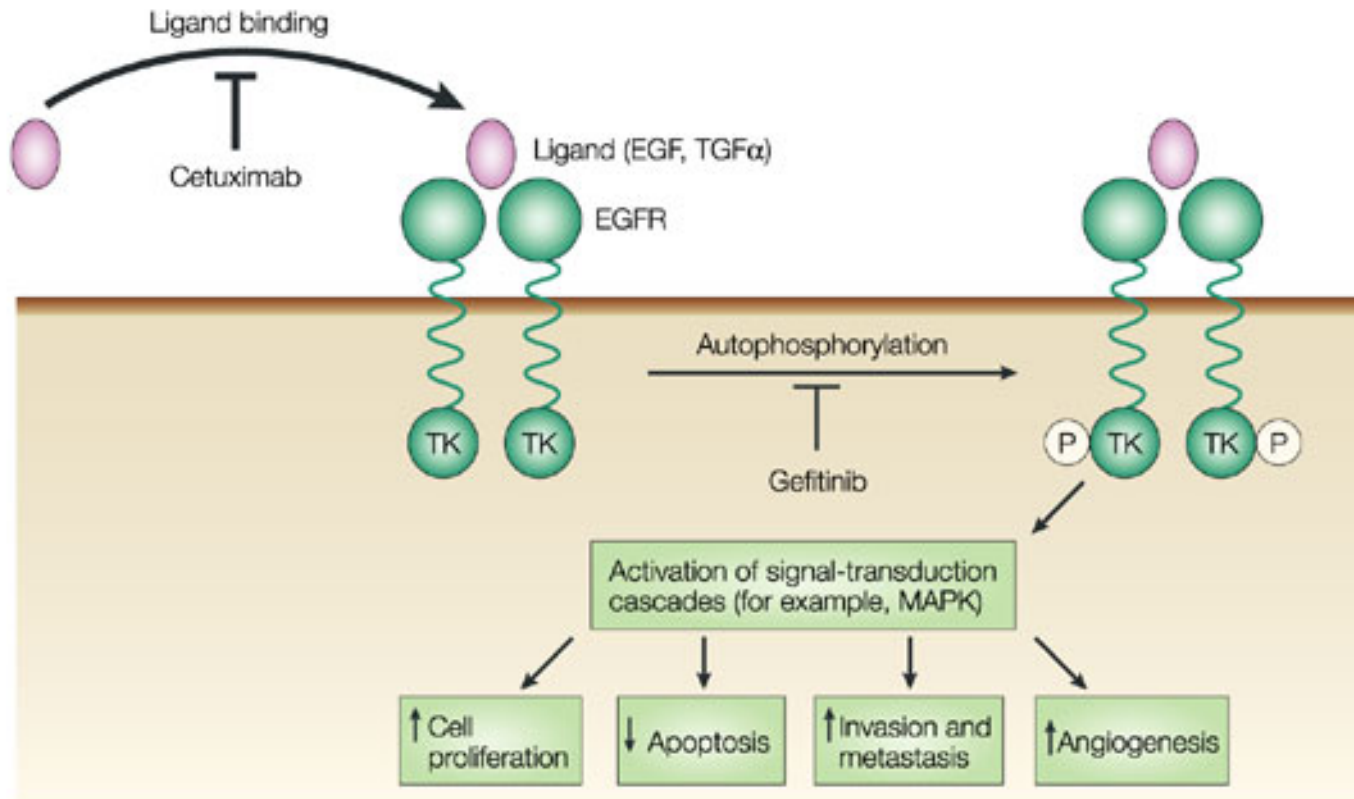 Ligand binding
Cetuximab
Ligand (EGF, TGFα)
EGFR
Autophosphorylation
TK
TK
P
TK
TK
P
Gefitinib
Activation of signal-transduction
cascades (for example, MAPK)
↑ Cell
proliferation
↓ Apoptosis
↑ Invasion and
metastasis
↑ Angiogenesis